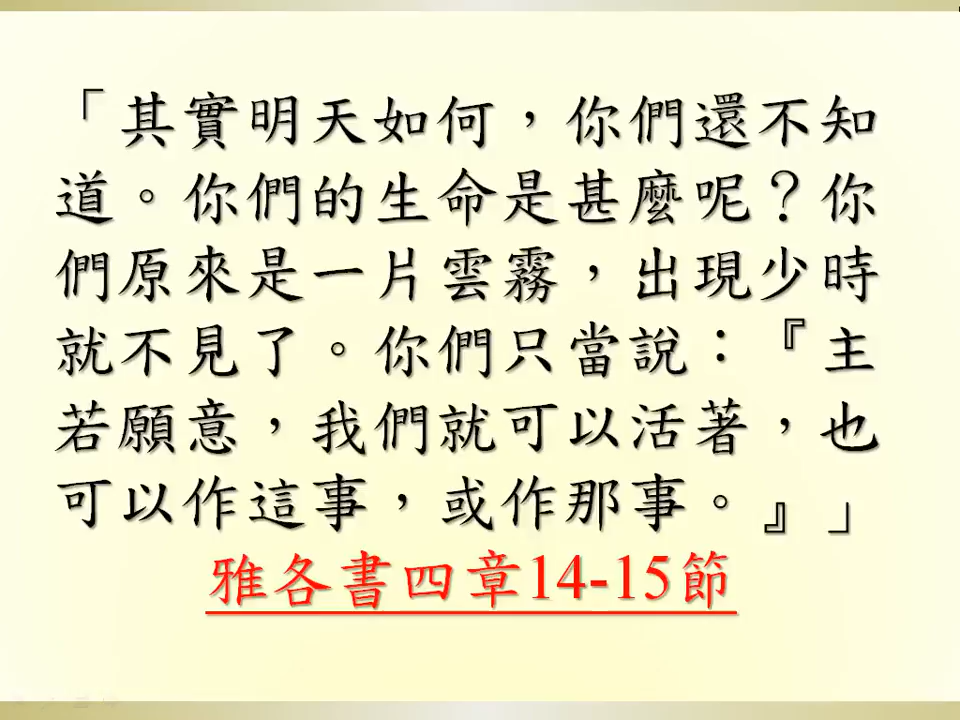 「其實明天如何，你們還不知
道。你們的生命是甚麼呢？你
們原來是一片雲霧，出現少時
就不見了。你們只當說：『主
若願意，我們就可以活著，也
可以作這事，或作那事。』」
雅各書四章14-15節